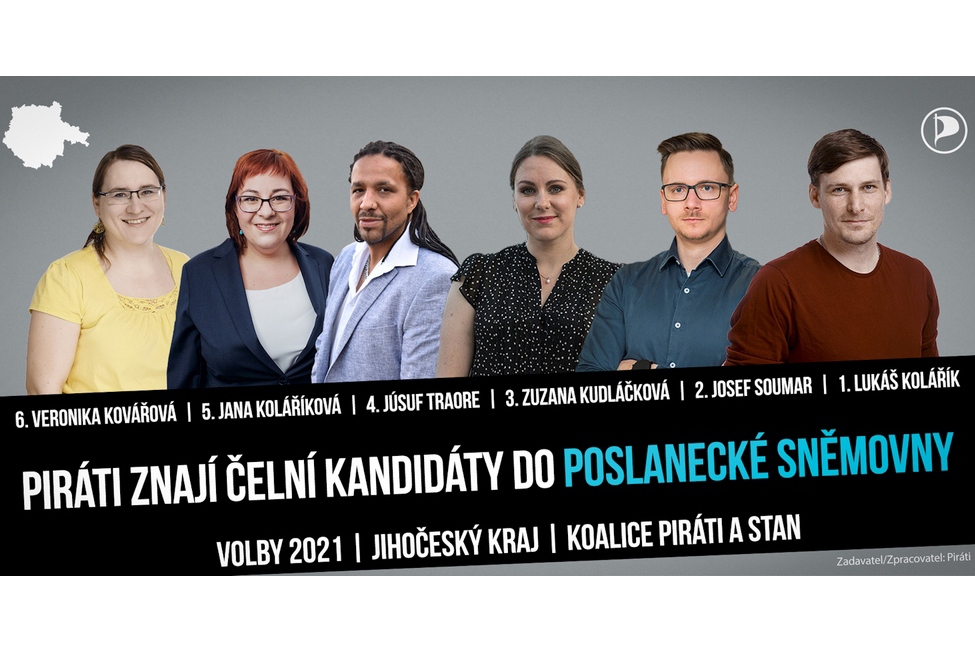 6. VERONIKA KOVÁŘOVÁ | 5. JANA KOLÁŘÍKOVÁ | 4. JÚSUF TRAORE | 3. ZUZANA KUDLÁČKOVÁ | 2. JOSEF SOUMAR | 1. LUKÁŠ KOLÁŘÍK
PIRÁTI ZNAJÍ ČELNÍ KANDIDÁTY DO POSLANECKÉ SNĚMOVNY
VOLBY 2021 | JIHOČESKÝ KRAJ | KOALICE PIRÁTI A STAN
Zadavatel/Zpracovatel: Piráti